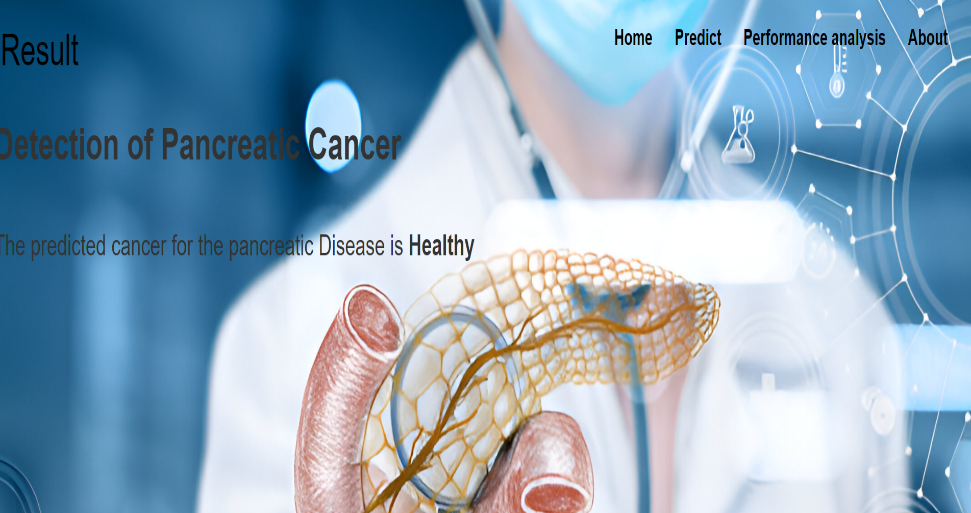 Home Predict Performance analysis About
Result
Detection of Pancreatic Cancer
The predicted cancer for the pancreatic Disease is Healthy